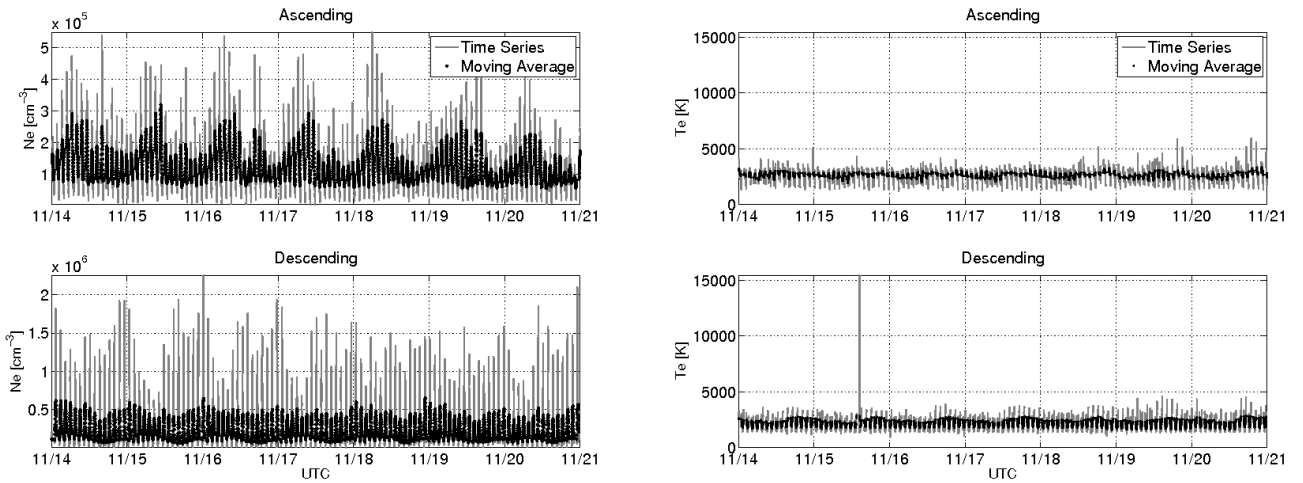 Ascending
x 10⁵
5
4
3
2
1
Ne [cm⁻³]
Time Series
Moving Average
11/14 11/15 11/16 11/17 11/18 11/19 11/20 11/21
Ascending
15000
10000
5000
0
Te [K]
Time Series
Moving Average
11/14 11/15 11/16 11/17 11/18 11/19 11/20 11/21
Descending
x 10⁶
2
1.5
1
0.5
Ne [cm⁻³]
11/14 11/15 11/16 11/17 11/18 11/19 11/20 11/21
UTC
Descending
15000
10000
5000
0
Te [K]
11/14 11/15 11/16 11/17 11/18 11/19 11/20 11/21
UTC